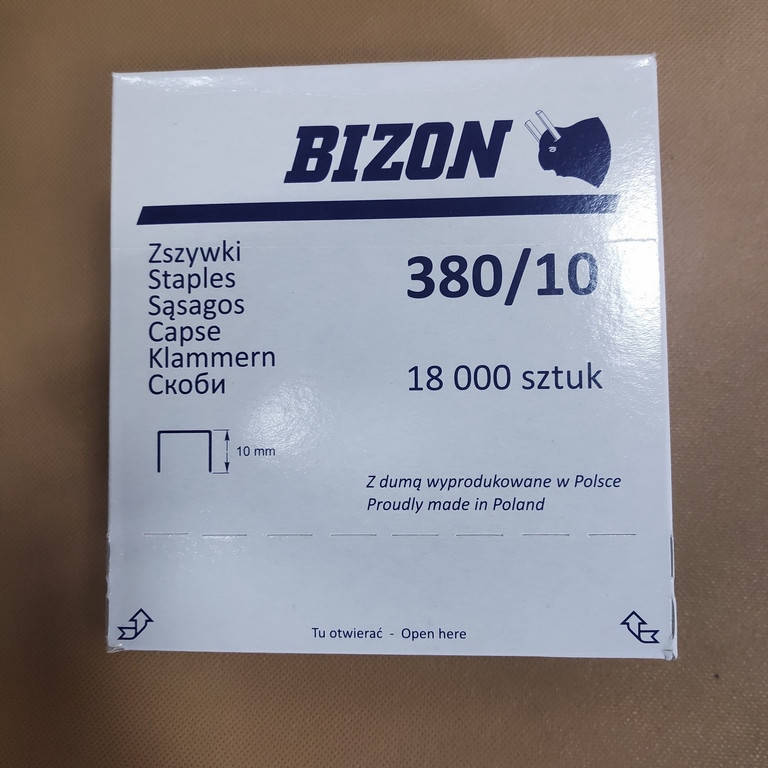 BIZON
Zszywki
Staples
Sąsagos
Capse
Klammern
Скоби
380/10
18 000 sztuk
10 mm
Z dumą wyprodukowane w Polsce
Proudly made in Poland
Tu otwierać - Open here